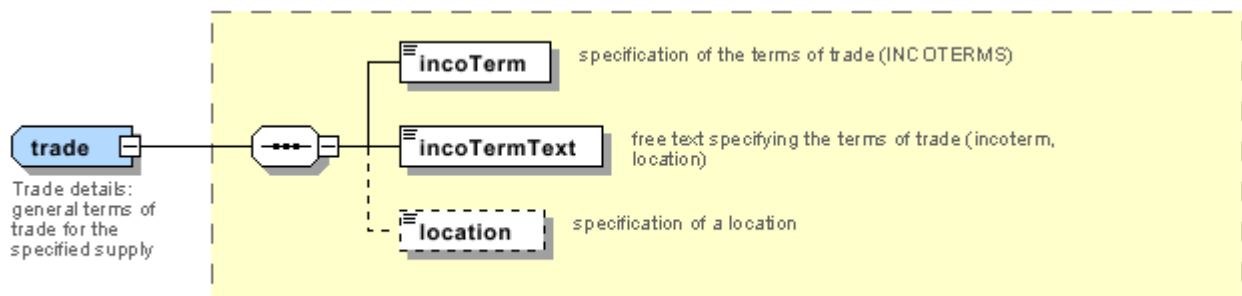 incoTerm
specification of the terms of trade (INCOTERMS)
trade
incoTermText
free text specifying the terms of trade (incoterm,
location)
Trade details:
general terms of
trade for the
specified supply
location
specification of a location